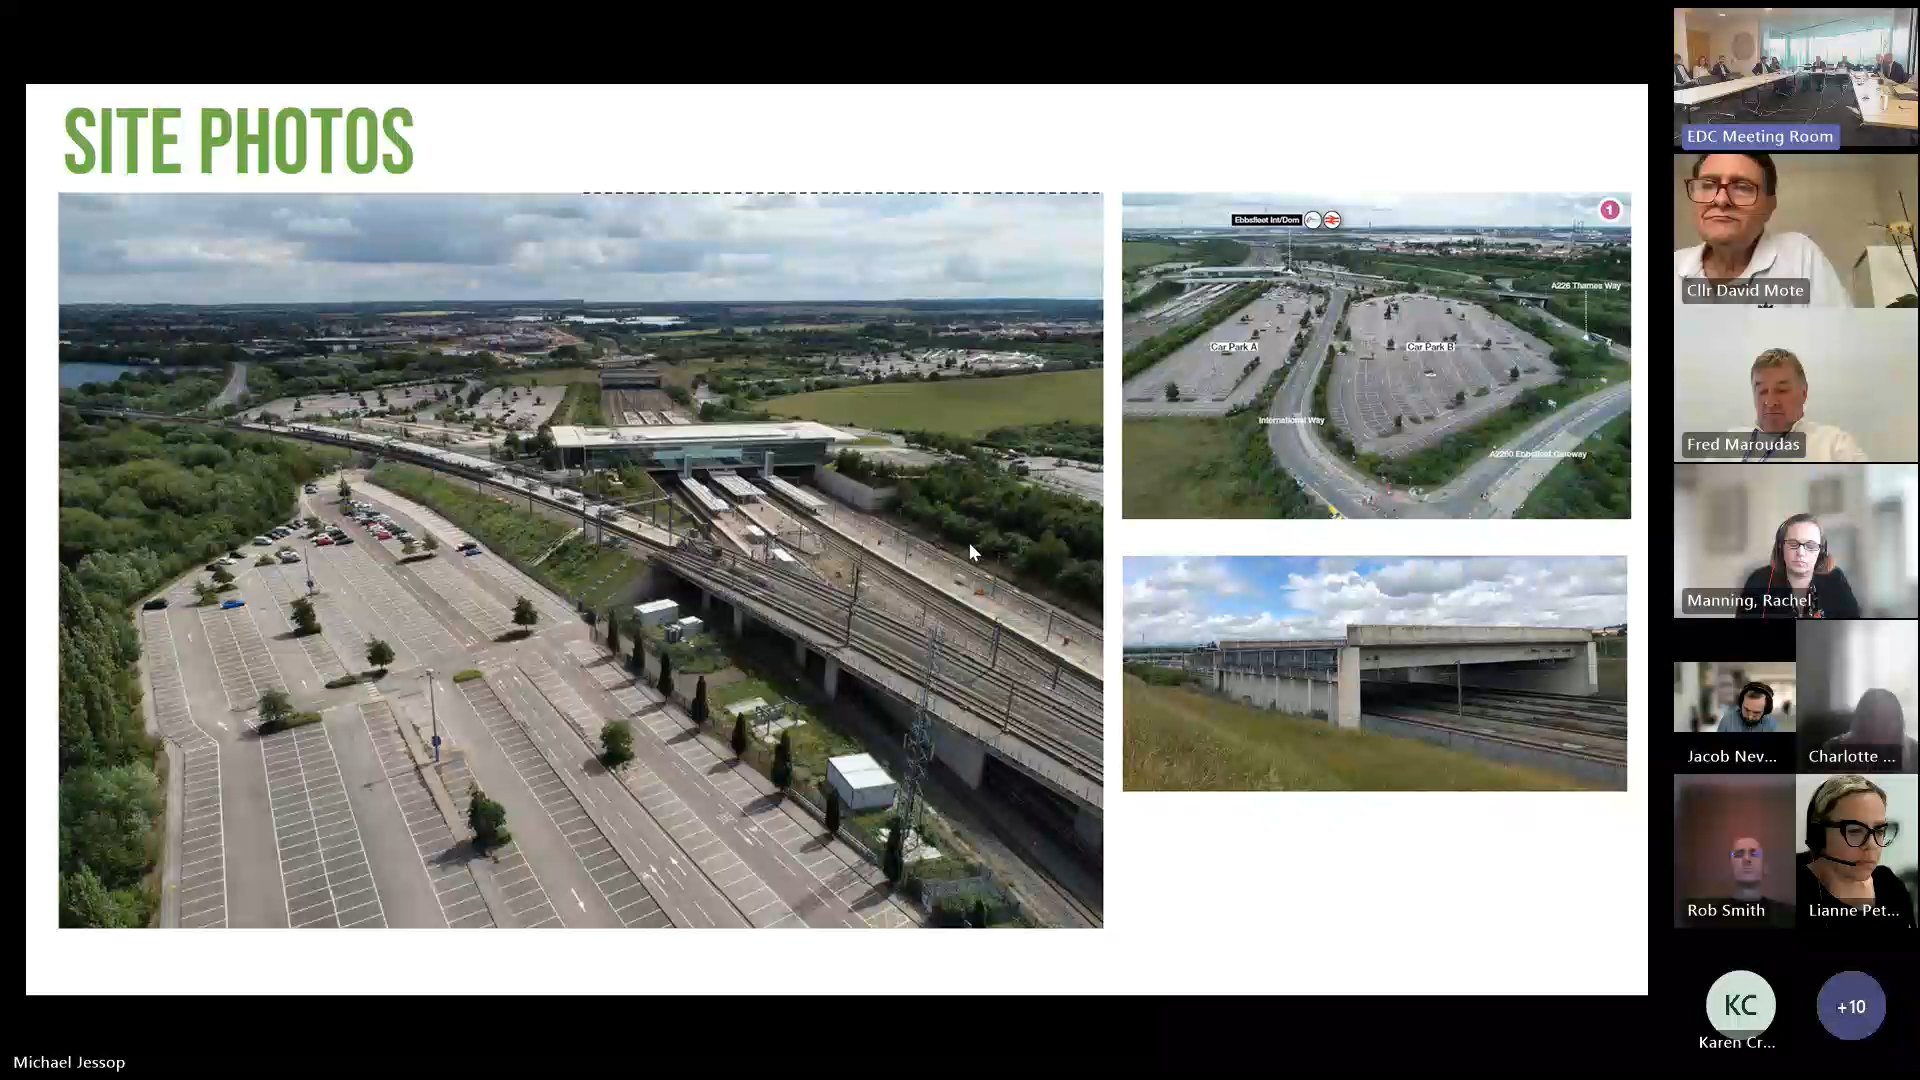 SITE PHOTOS
Ebbsfleet Int/Dom
1
A226 Thames Way
Car Park A
Car Park B
International Way
A2260 Ebbsfleet Gateway
EDC Meeting Room
Cllr David Mote
Fred Maroudas
Manning, Rachel
Jacob Nev...
Charlotte ...
Rob Smith
Lianne Pet...
KC
+10
Karen Cr...
Michael Jessop